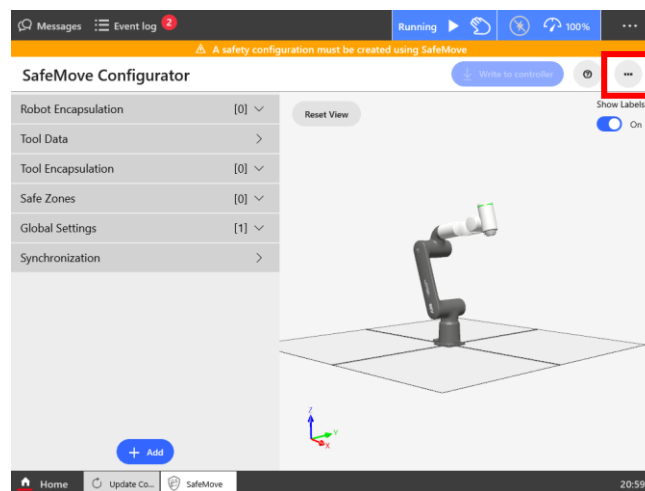 Messages Event log 2 Running 100% ...
A safety configuration must be created using SafeMove
SafeMove Configurator Write to controller ...
Robot Encapsulation [0]
Reset View
Show Labels
On
Tool Data
Tool Encapsulation [0]
Safe Zones [0]
Global Settings [1]
Synchronization
Z
Y
X
+ Add
Home Update Co... SafeMove 20:59